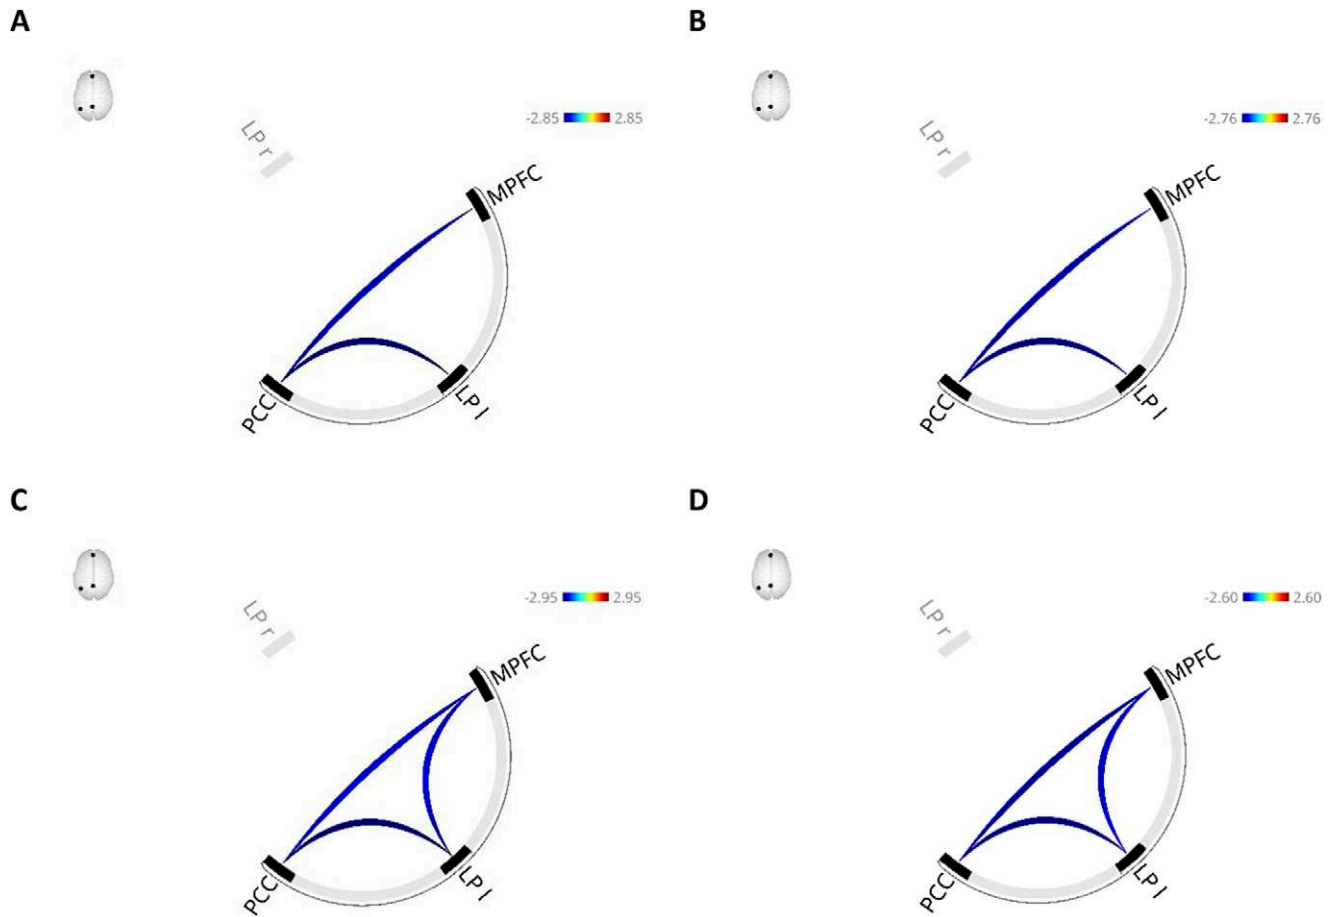 A
B
-2.85 2.85
-2.76 2.76
LP r
LP r
MPFC
MPFC
PCC
LP l
PCC
LP l
C
D
-2.95 2.95
-2.60 2.60
LP r
LP r
MPFC
MPFC
PCC
LP l
PCC
LP l